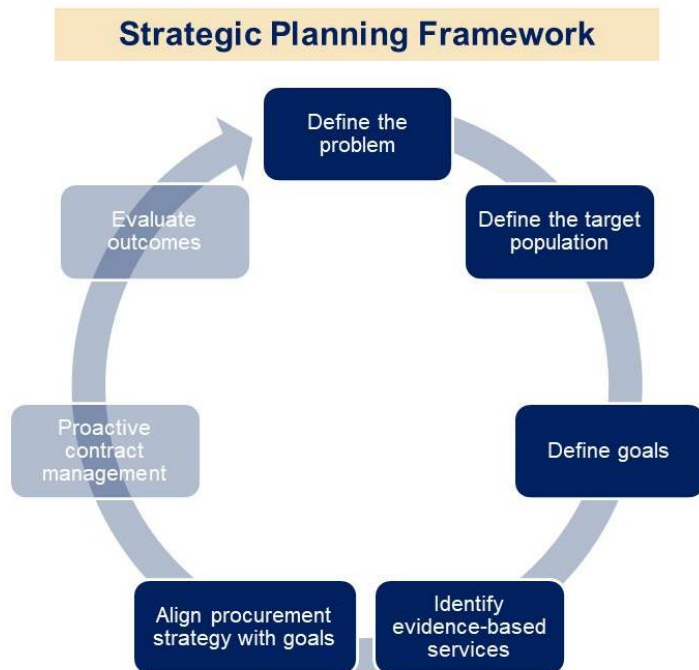 Strategic Planning Framework
Define the
problem
Define the target
population
Define goals
Identify
evidence-based
services
Align procurement
strategy with goals
Proactive
contract
management
Evaluate
outcomes